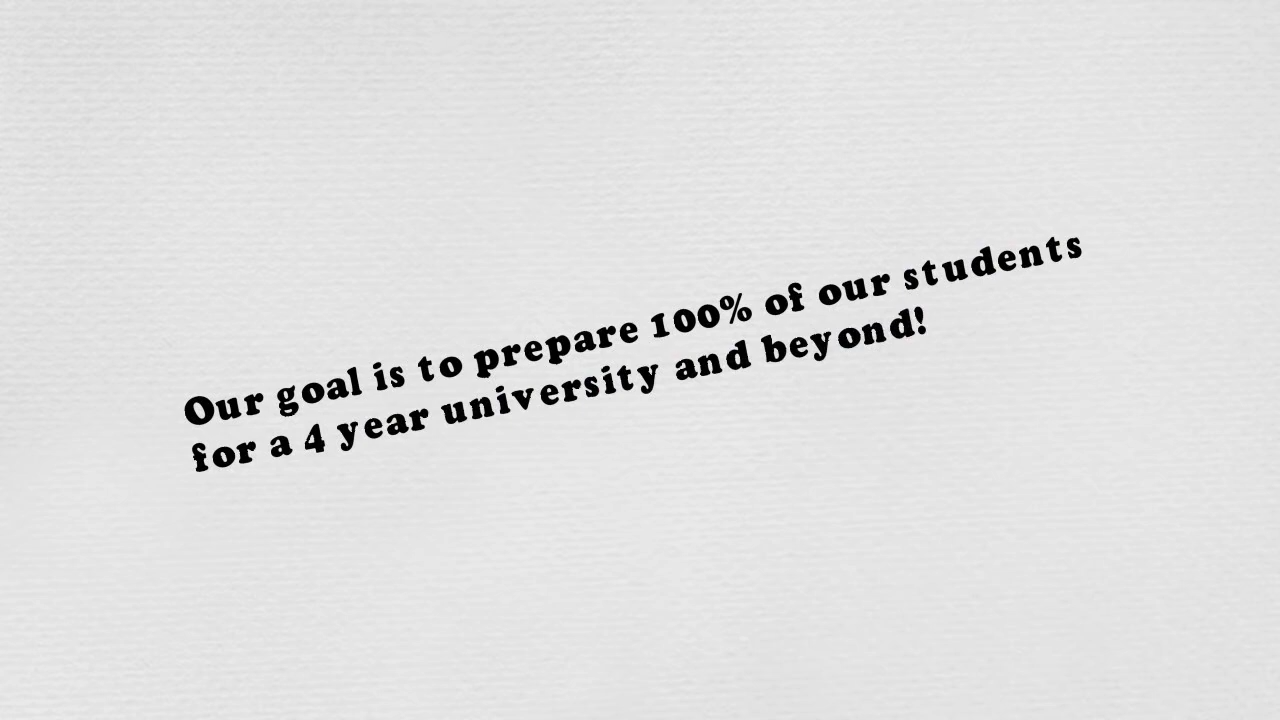 Our goal is to prepare 100% of our students
for a 4 year university and beyond!